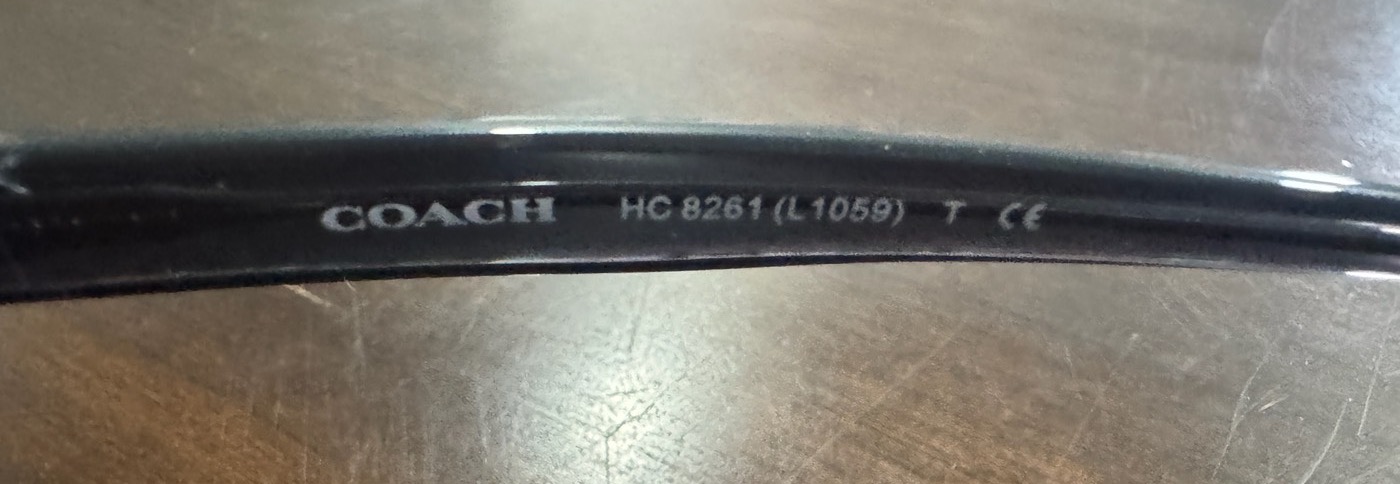 COACH HC 8261 (L1059) T CE